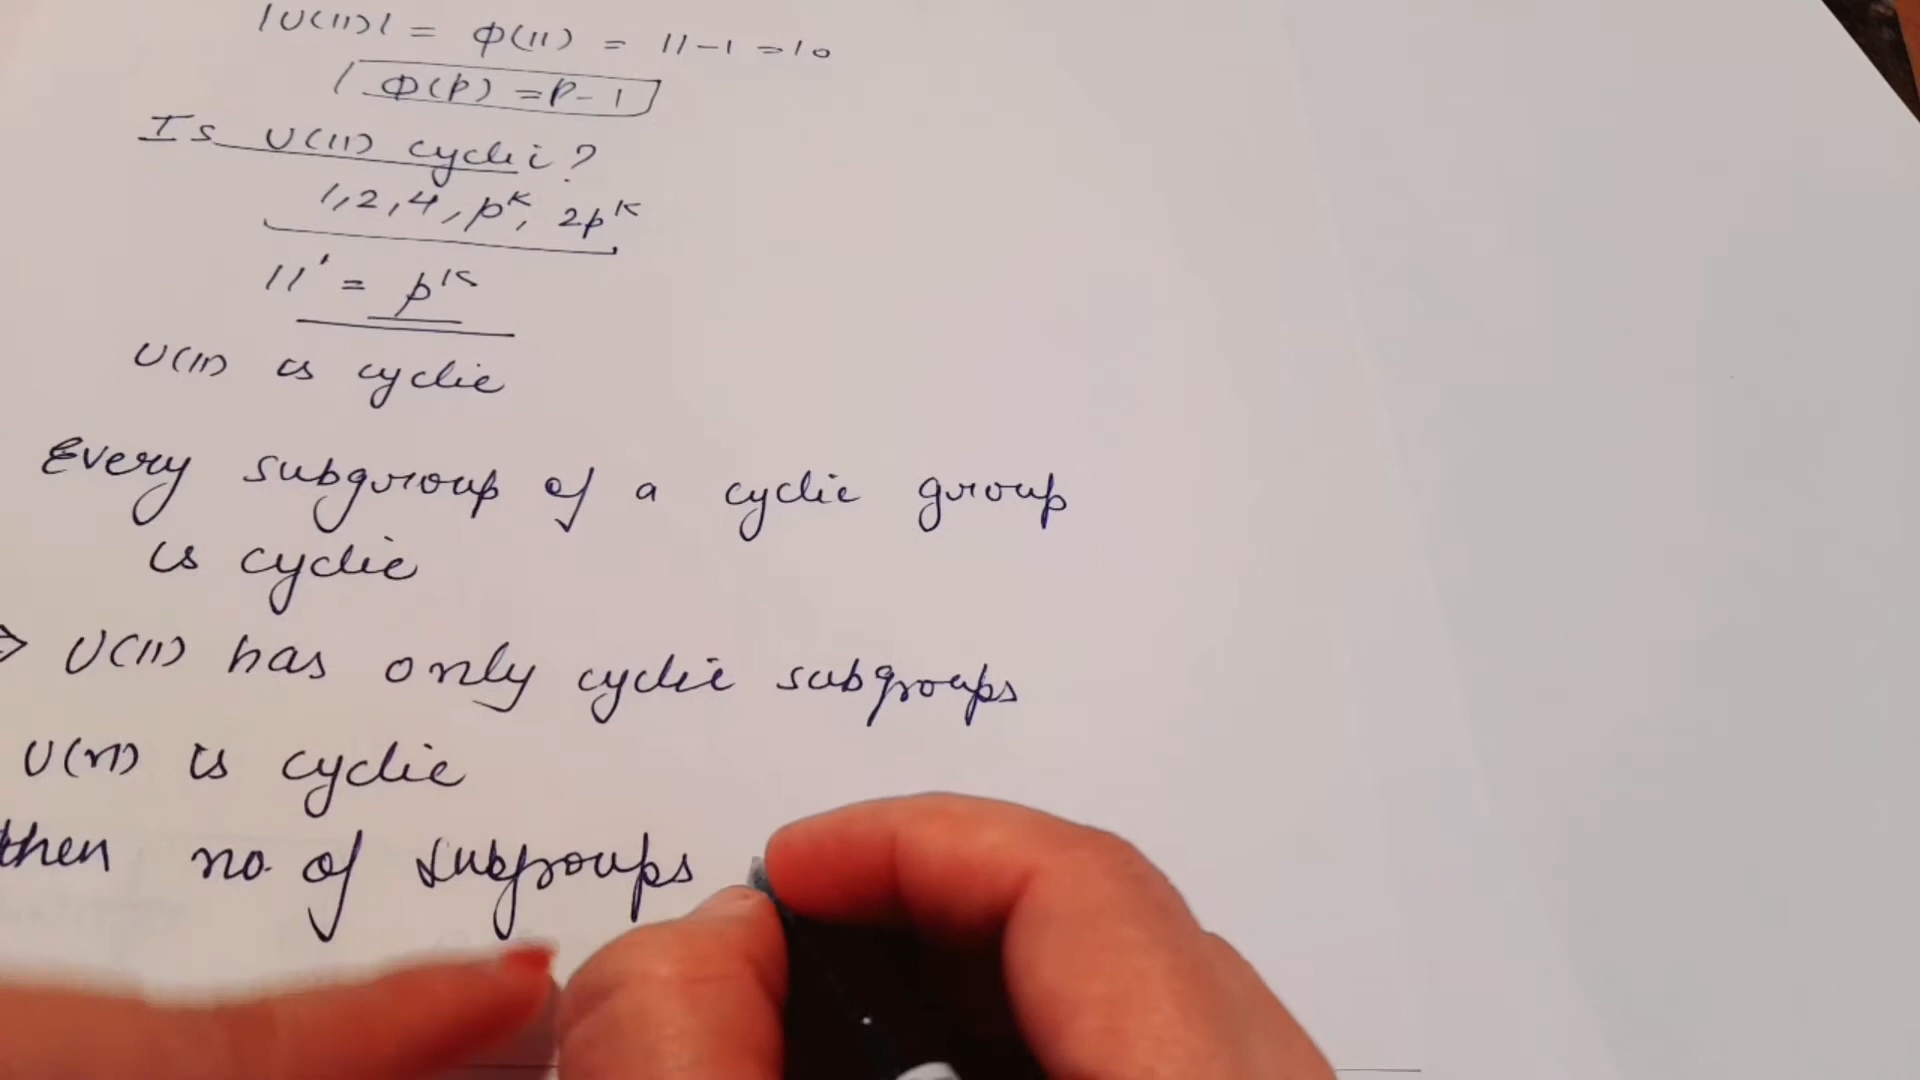 |U(11)| = Φ(11) = 11-1 = 10
Φ(p) = p-1
Is U(11) cyclic?
1, 2, 4, p^k, 2p^k
11' = p^k
U(11) is cyclic
Every subgroup of a cyclic group
is cyclic
⇒ U(11) has only cyclic subgroups
U(n) is cyclic
then no. of subgroups